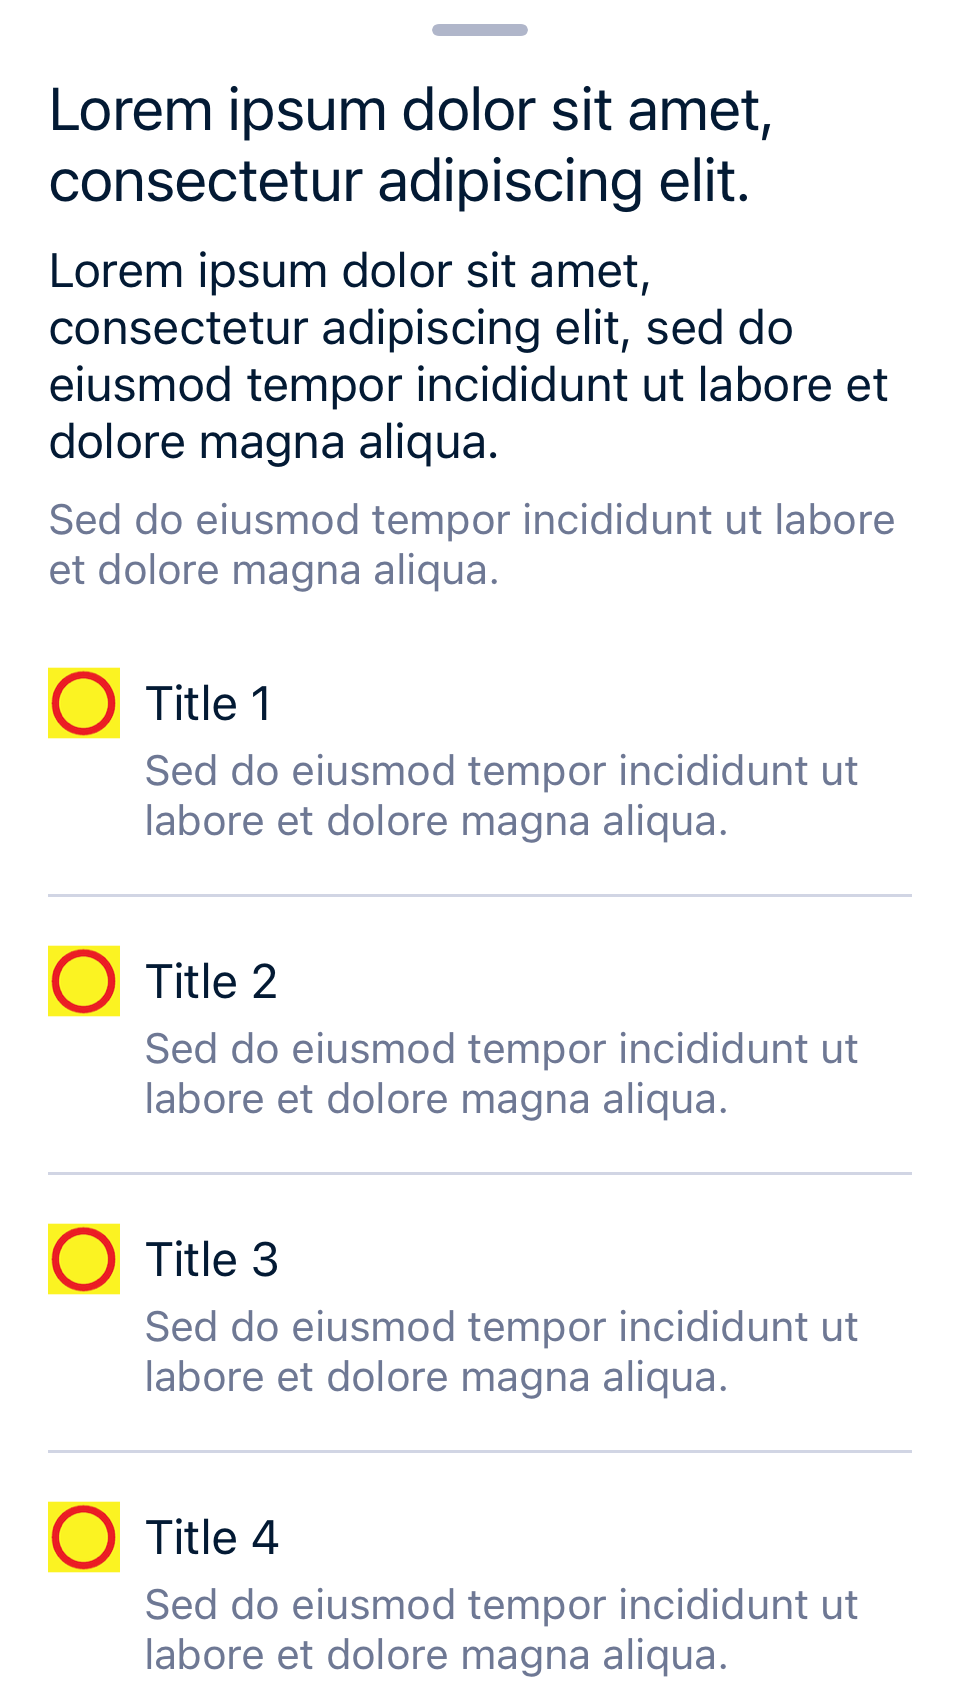 Lorem ipsum dolor sit amet,
consectetur adipiscing elit.
Lorem ipsum dolor sit amet,
consectetur adipiscing elit, sed do
eiusmod tempor incididunt ut labore et
dolore magna aliqua.
Sed do eiusmod tempor incididunt ut labore
et dolore magna aliqua.
Title 1
Sed do eiusmod tempor incididunt ut
labore et dolore magna aliqua.
Title 2
Sed do eiusmod tempor incididunt ut
labore et dolore magna aliqua.
Title 3
Sed do eiusmod tempor incididunt ut
labore et dolore magna aliqua.
Title 4
Sed do eiusmod tempor incididunt ut
labore et dolore magna aliqua.